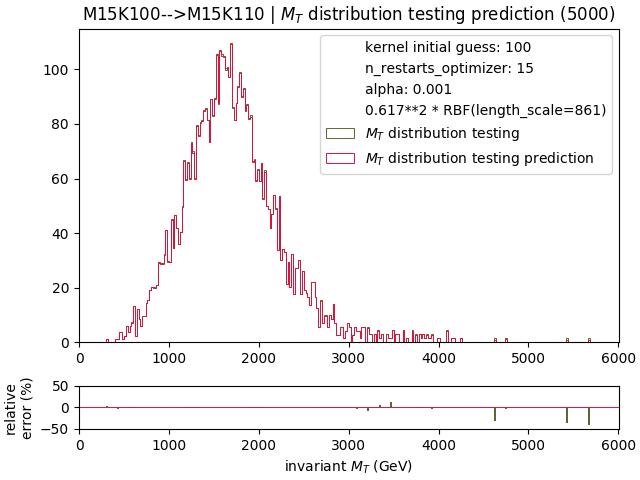 M15K100-->M15K110 | M_T distribution testing prediction (5000)
kernel initial guess: 100
n_restarts_optimizer: 15
alpha: 0.001
0.617**2 * RBF(length_scale=861)
M_T distribution testing
M_T distribution testing prediction
100
80
60
40
20
0
0 1000 2000 3000 4000 5000 6000
relative
error (%)
50
0
−50
0 1000 2000 3000 4000 5000 6000
invariant M_T (GeV)